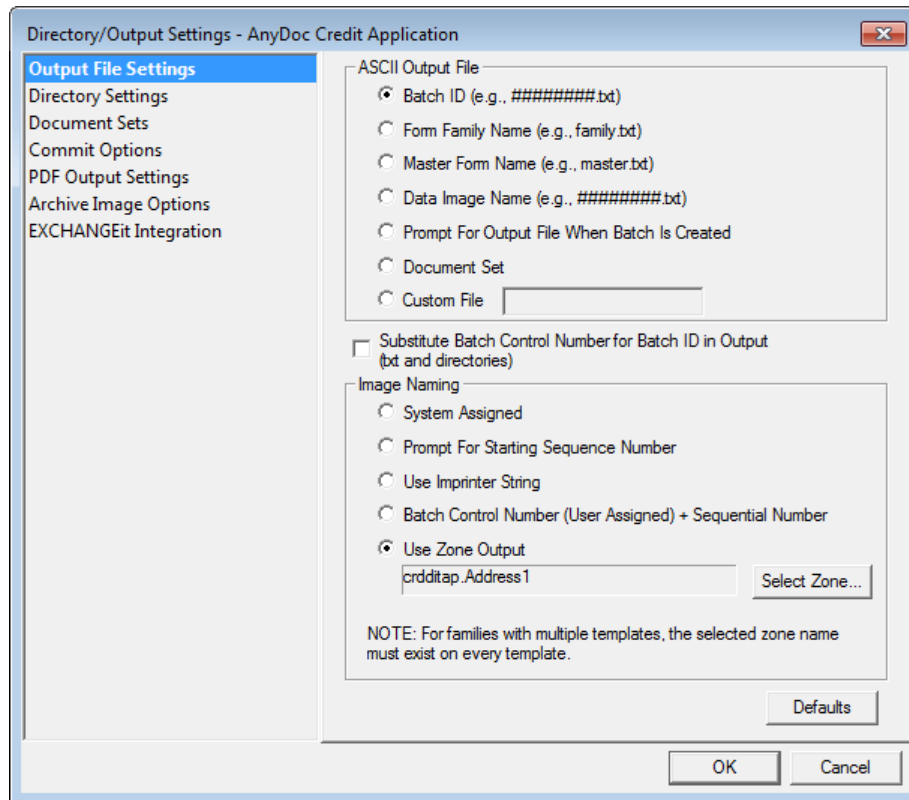 Directory/Output Settings - AnyDoc Credit Application
Output File Settings
Directory Settings
Document Sets
Commit Options
PDF Output Settings
Archive Image Options
EXCHANGEit Integration
ASCII Output File
Batch ID (e.g., ########.txt)
Form Family Name (e.g., family.txt)
Master Form Name (e.g., master.txt)
Data Image Name (e.g., ########.txt)
Prompt For Output File When Batch Is Created
Document Set
Custom File
Substitute Batch Control Number for Batch ID in Output
(txt and directories)
Image Naming
System Assigned
Prompt For Starting Sequence Number
Use Imprinter String
Batch Control Number (User Assigned) + Sequential Number
Use Zone Output
crdditap.Address1
Select Zone...
NOTE: For families with multiple templates, the selected zone name
must exist on every template.
Defaults
OK
Cancel